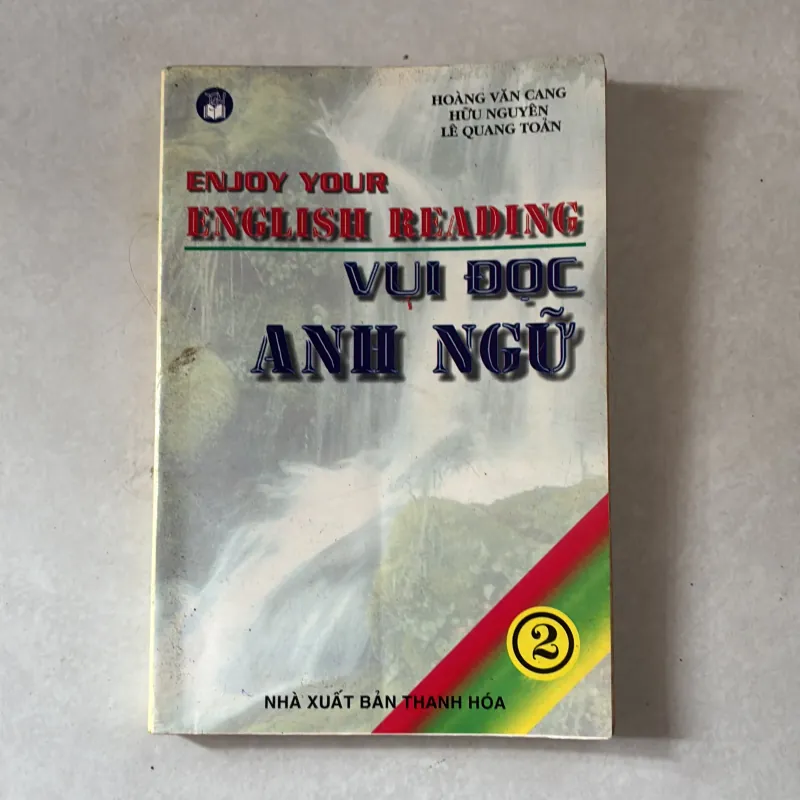 HOÀNG VĂN CANG
HỮU NGUYÊN
LÊ QUANG TOẢN
ENJOY YOUR
ENGLISH READING
VUI ĐỌC
ANH NGỮ
2
NHÀ XUẤT BẢN THANH HÓA